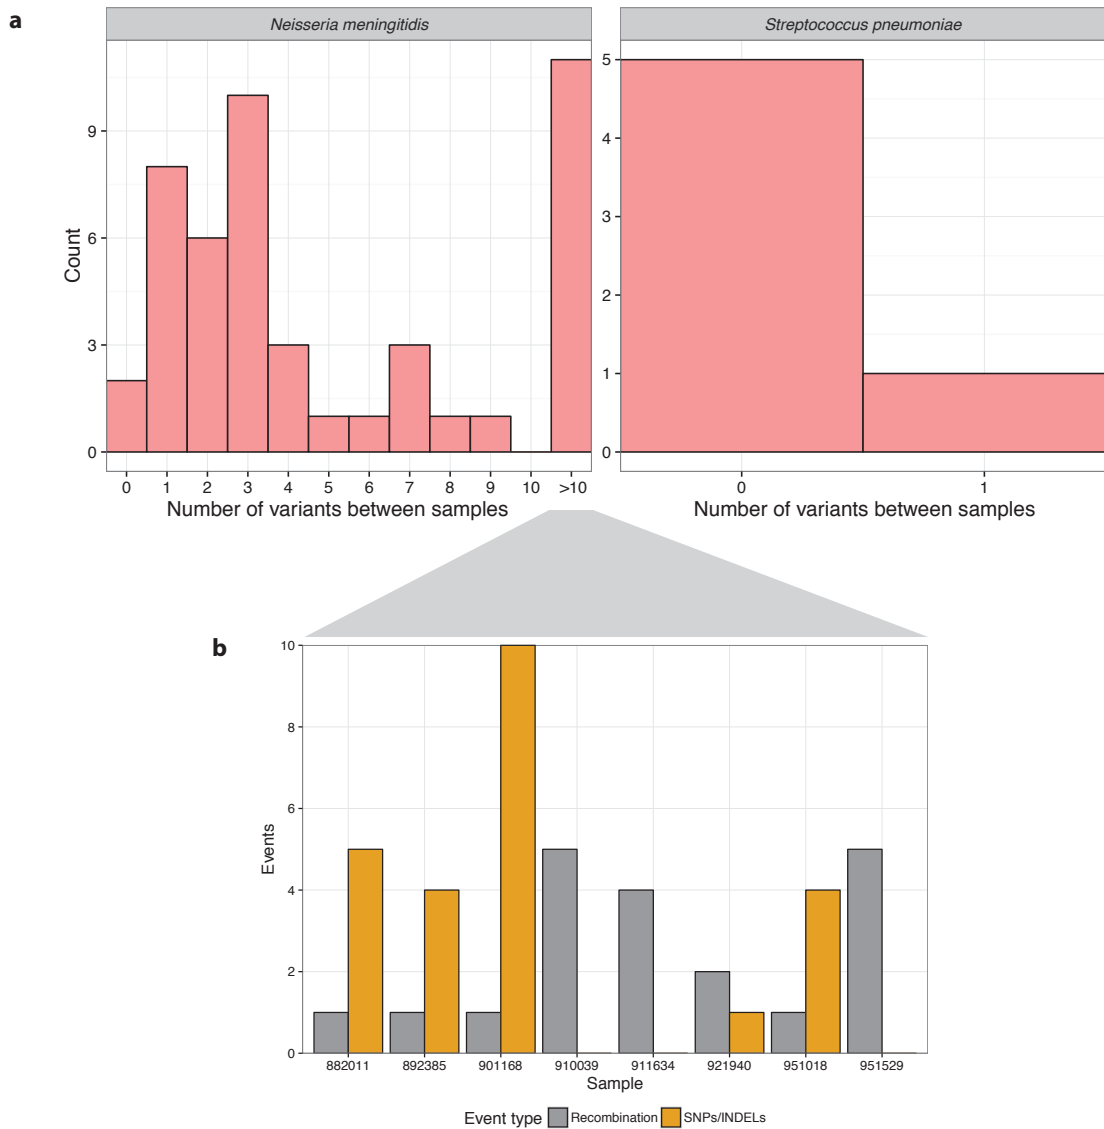 a
Neisseria meningitidis
Streptococcus pneumoniae
Count
9
6
3
0
5
4
3
2
1
0
0 1 2 3 4 5 6 7 8 9 10 >10
0 1
Number of variants between samples
Number of variants between samples
b
Events
10
8
6
4
2
0
882011 892385 901168 910039 911634 921940 951018 951529
Sample
Event type Recombination SNPs/INDELs